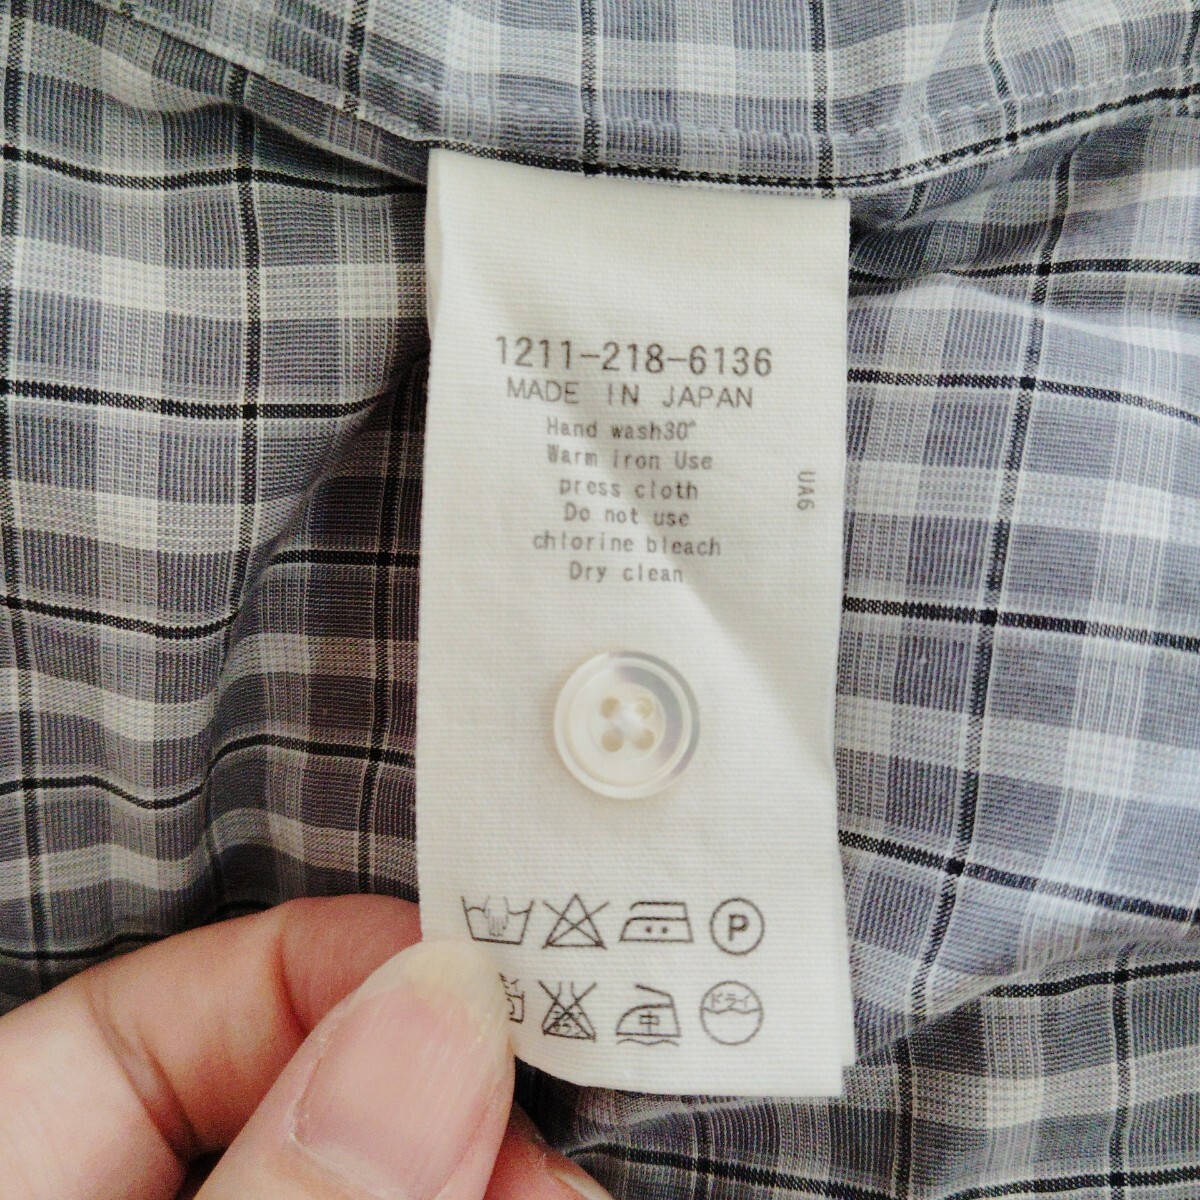 1211-218-6136
MADE IN JAPAN
Hand wash30°
Warm iron Use
press cloth
Do not use
chlorine bleach
Dry clean
UA6
P
中
ドライ